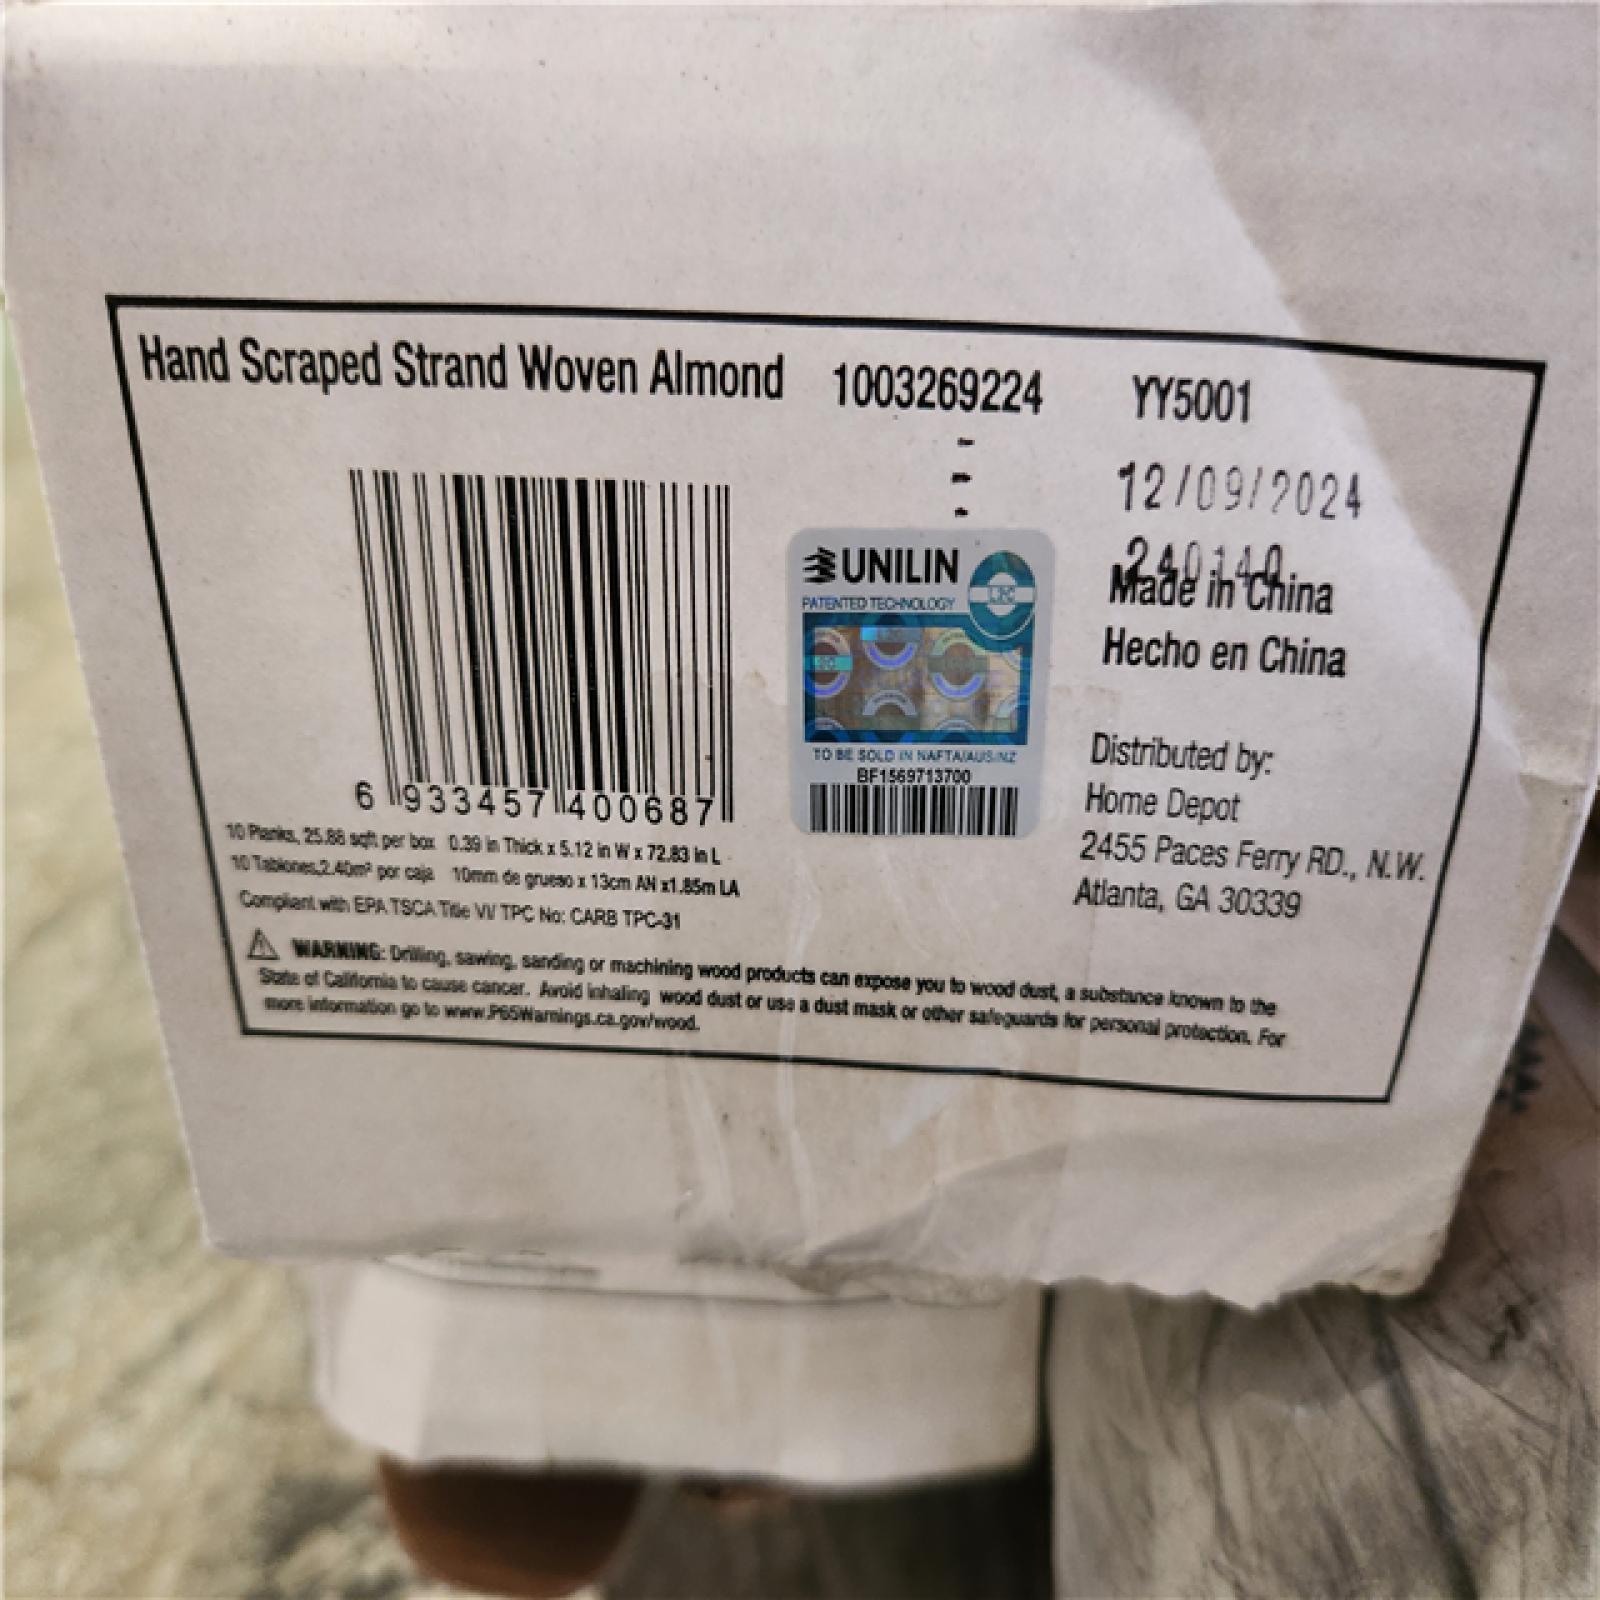 Hand Scraped Strand Woven Almond 1003269224 YY5001
12/09/2024
240140
Made in China
Hecho en China
UNILIN
PATENTED TECHNOLOGY
TO BE SOLD IN NAFTA/AUS/NZ
BF1569713700
6 933457 400687
Distributed by:
Home Depot
2455 Paces Ferry RD., N.W.
Atlanta, GA 30339
10 Planks, 25.88 sqft per box 0.39 in Thick x 5.12 in W x 72.83 in L
10 Tablones,2.40m² por caja 10mm de grueso x 13cm AN x1.85m LA
Compliant with EPA TSCA Title VI/ TPC No: CARB TPC-31
WARNING: Drilling, sawing, sanding or machining wood products can expose you to wood dust, a substance known to the
State of California to cause cancer. Avoid inhaling wood dust or use a dust mask or other safeguards for personal protection. For
more information go to www.P65Warnings.ca.gov/wood.